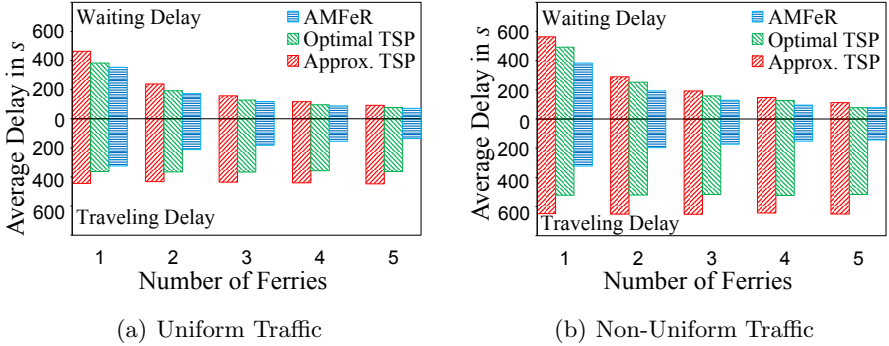 Waiting Delay
AMFeR
Optimal TSP
Approx. TSP
600
400
200
0
200
400
600
Average Delay in s
Traveling Delay
1 2 3 4 5
Number of Ferries
(a) Uniform Traffic
Waiting Delay
AMFeR
Optimal TSP
Approx. TSP
600
400
200
0
200
400
600
Average Delay in s
Traveling Delay
1 2 3 4 5
Number of Ferries
(b) Non-Uniform Traffic